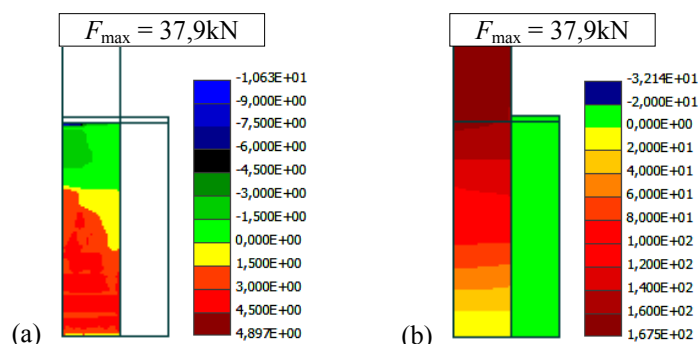 Fmax = 37,9kN
-1,063E+01
-9,000E+00
-7,500E+00
-6,000E+00
-4,500E+00
-3,000E+00
-1,500E+00
0,000E+00
1,500E+00
3,000E+00
4,500E+00
4,897E+00
(a)
Fmax = 37,9kN
-3,214E+01
-2,000E+01
0,000E+00
2,000E+01
4,000E+01
6,000E+01
8,000E+01
1,000E+02
1,200E+02
1,400E+02
1,600E+02
1,675E+02
(b)